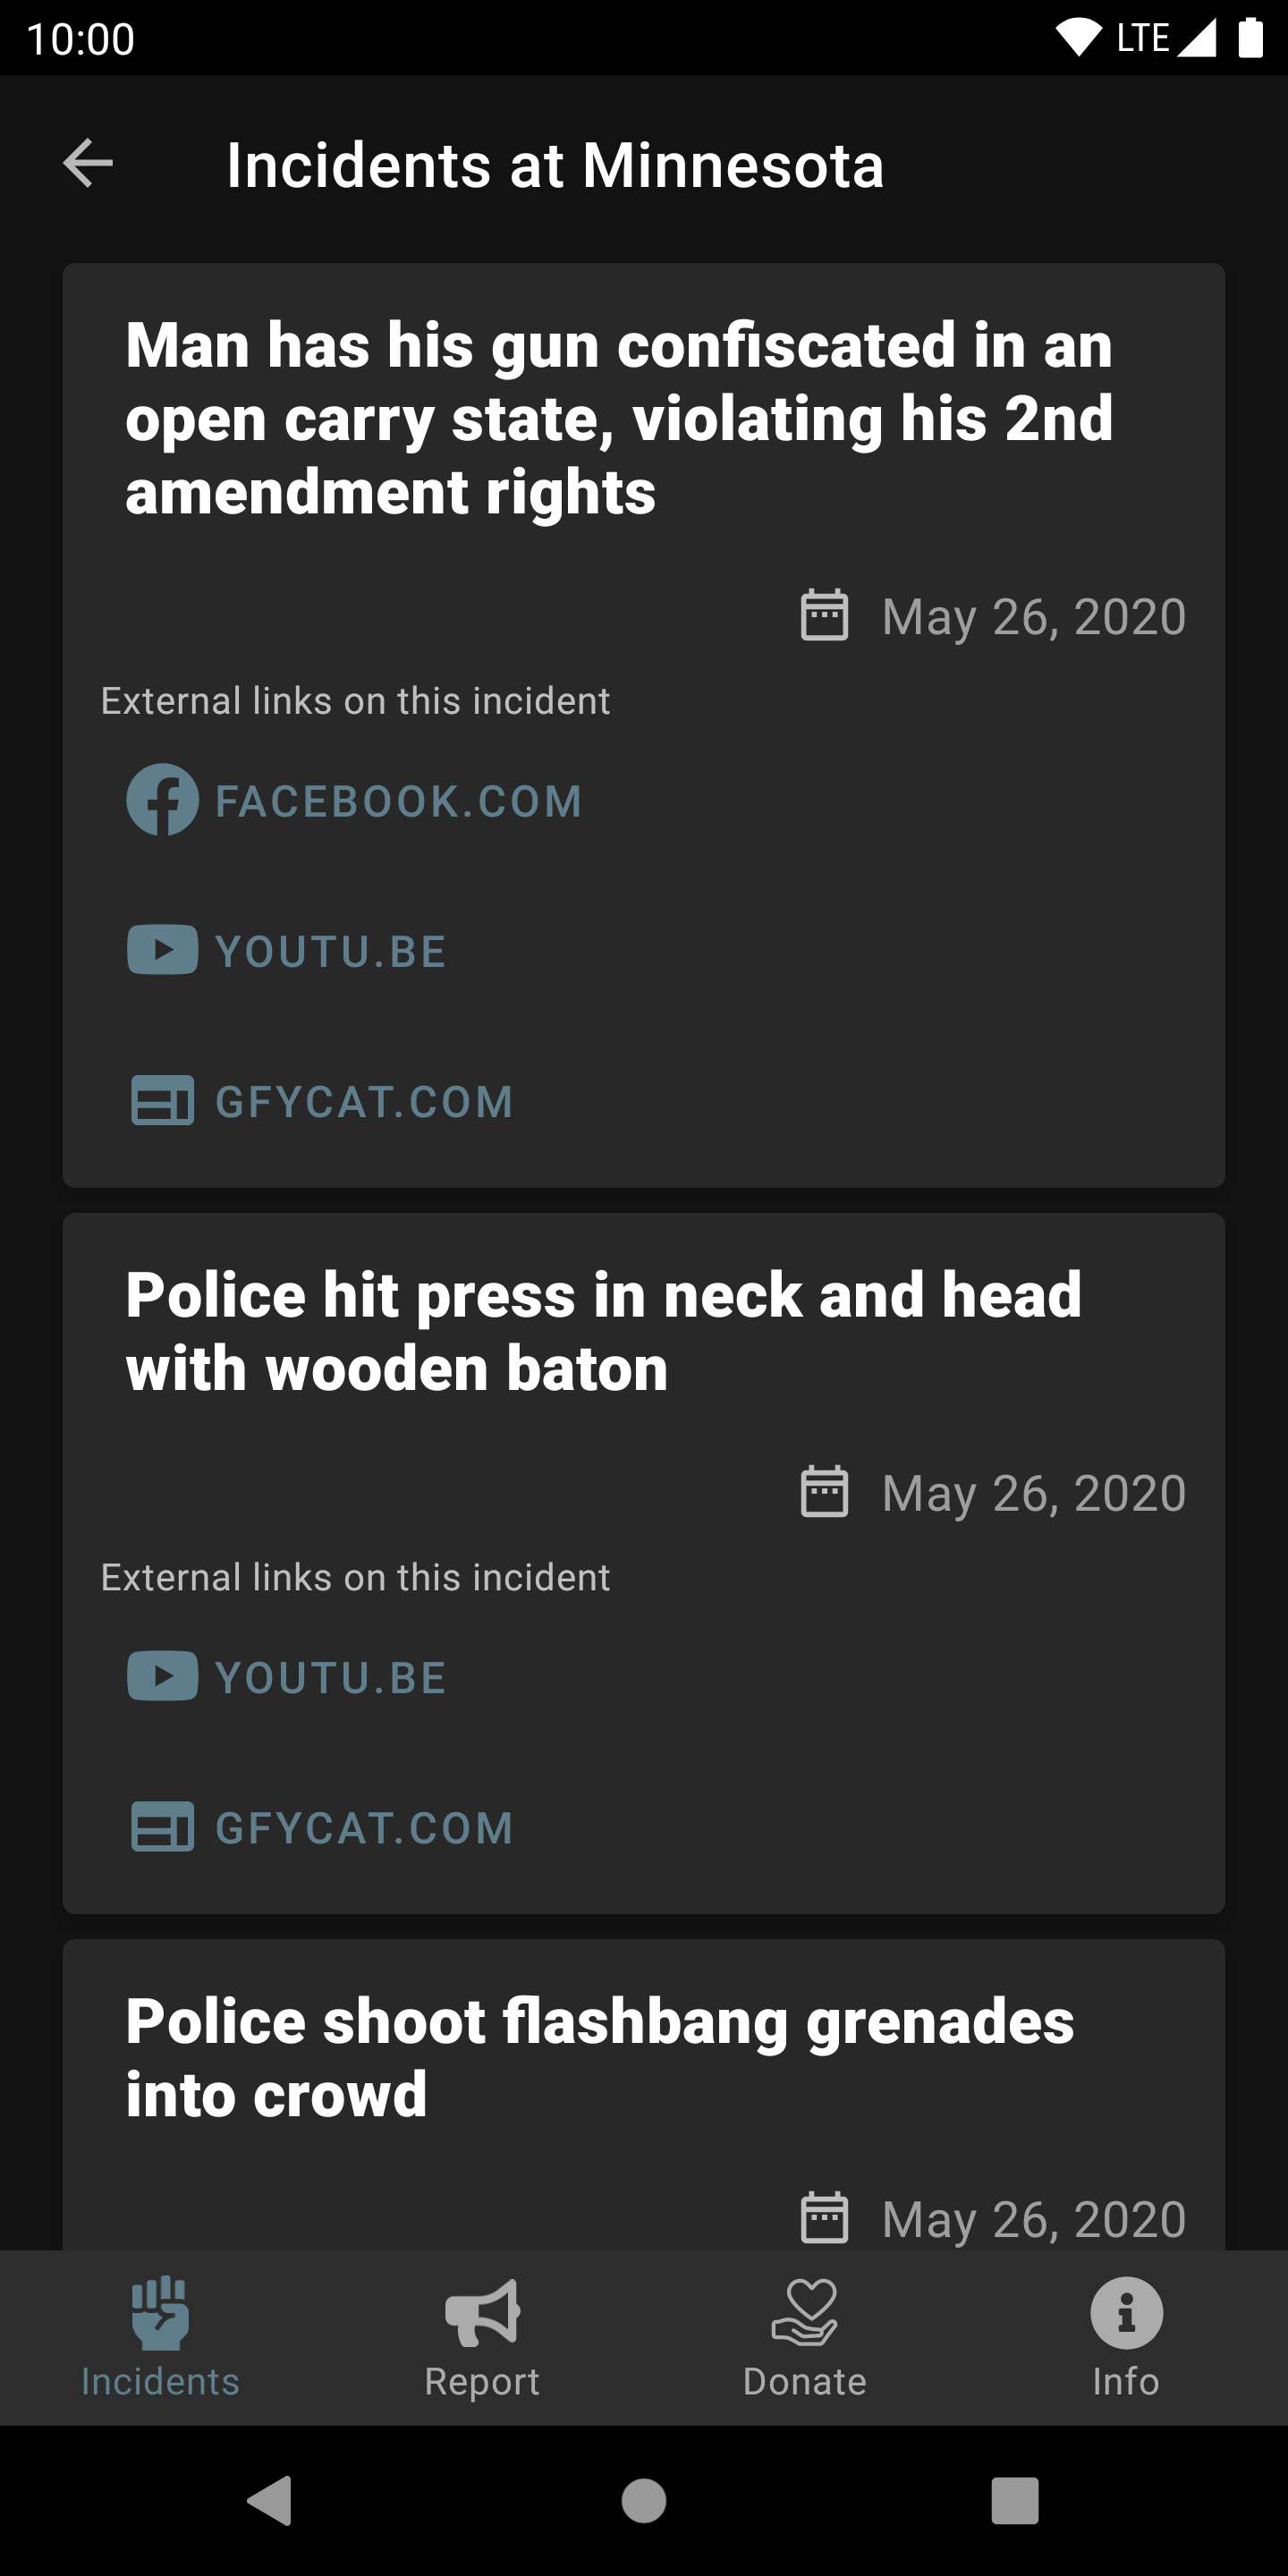 10:00
LTE
Incidents at Minnesota
Man has his gun confiscated in an
open carry state, violating his 2nd
amendment rights
May 26, 2020
External links on this incident
FACEBOOK.COM
YOUTU.BE
GFYCAT.COM
Police hit press in neck and head
with wooden baton
May 26, 2020
External links on this incident
YOUTU.BE
GFYCAT.COM
Police shoot flashbang grenades
into crowd
May 26, 2020
Incidents
Report
Donate
Info